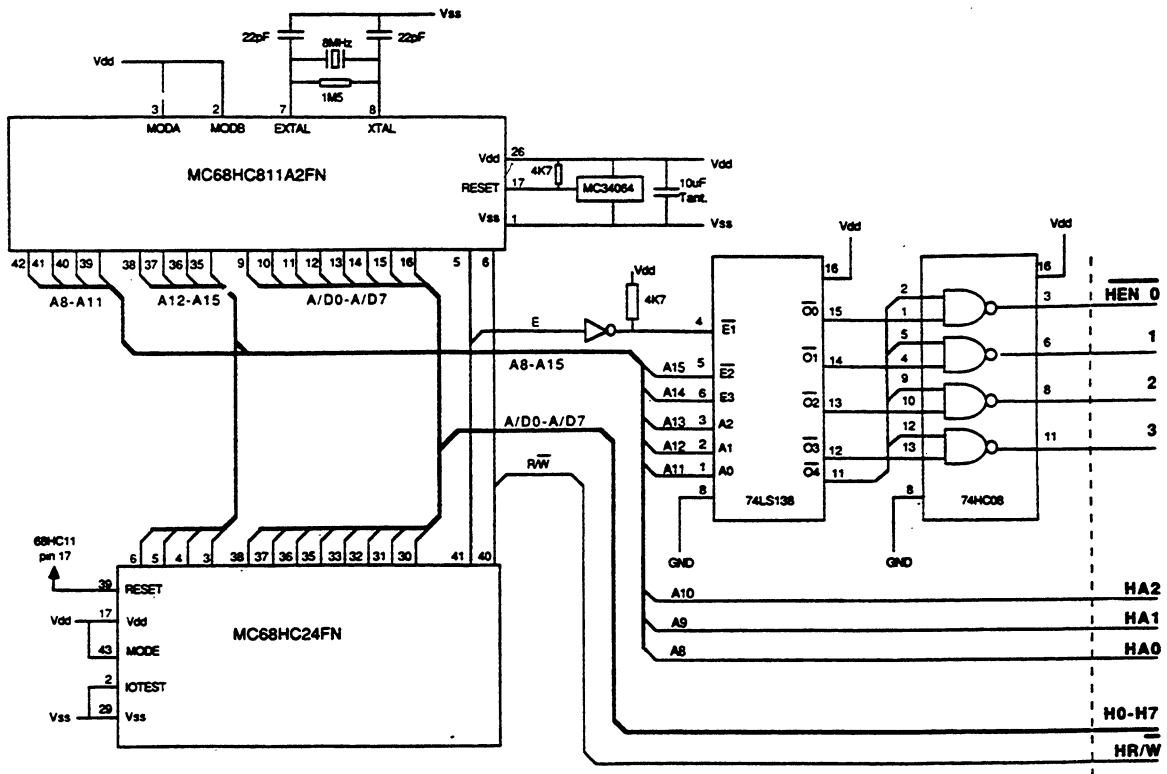 Vss
22pF
8MHz
22pF
1M5
Vdd
3
2
7
8
MODA
MODB
EXTAL
XTAL
MC68HC811A2FN
Vdd
26
Vdd
RESET
17
4K7
MC34064
10uF
Tant.
Vss
1
Vss
42
41
40
39
38
37
36
35
9
10
11
12
13
14
15
16
5
6
A8-A11
A12-A15
A/D0-A/D7
E
Vdd
4K7
A8-A15
A/D0-A/D7
R/W
Vdd
16
4
E1
A15
5
E2
A14
6
E3
A13
3
A2
A12
2
A1
A11
1
A0
8
74LS138
GND
O0
15
O1
14
O2
13
O3
12
O4
11
Vdd
16
2
1
3
5
4
6
9
10
8
12
13
11
8
74HC08
GND
HEN 0
1
2
3
68HC11
pin 17
6
5
4
3
38
37
36
35
33
32
31
30
41
40
39
RESET
Vdd
17
Vdd
43
MODE
2
IOTEST
Vss
29
Vss
MC68HC24FN
A10
HA2
A9
HA1
A8
HA0
H0-H7
HR/W